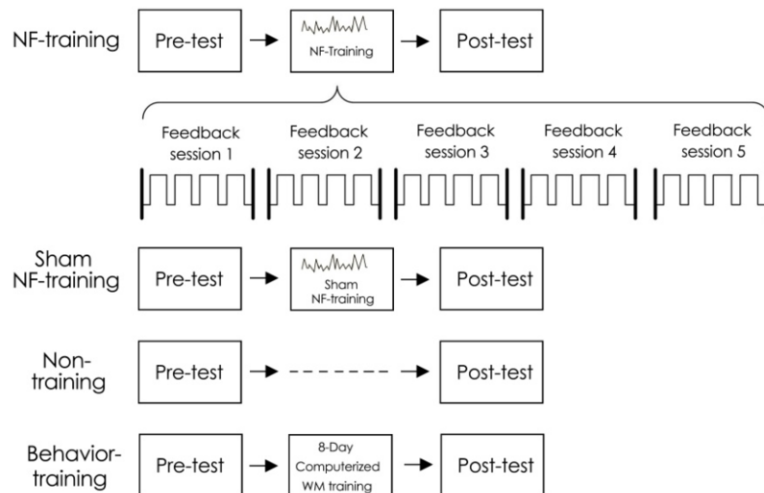 NF-training
Pre-test
NF-Training
Post-test
Feedback session 1
Feedback session 2
Feedback session 3
Feedback session 4
Feedback session 5
Sham
NF-training
Pre-test
Sham
NF-training
Post-test
Non-
training
Pre-test
Post-test
Behavior-
training
Pre-test
8-Day
Computerized
WM training
Post-test